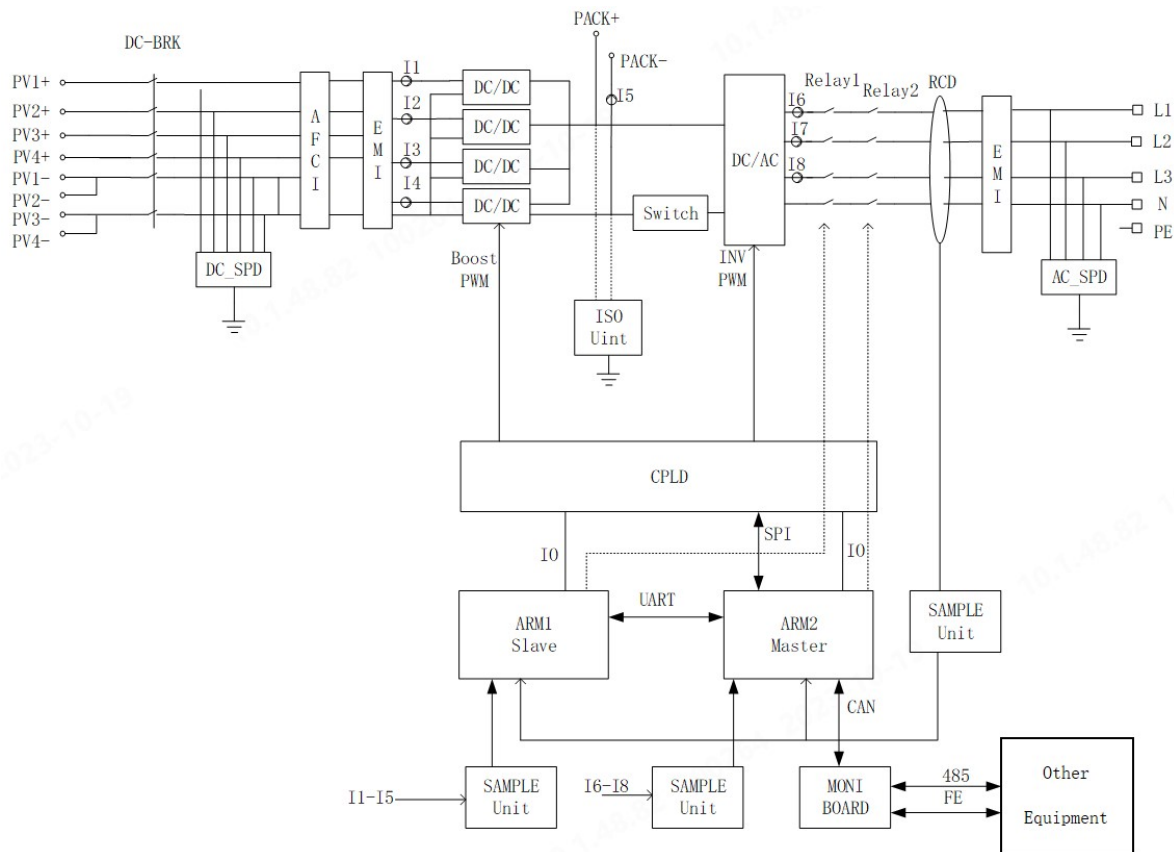 PACK+
DC-BRK
PACK-
PV1+
PV2+
PV3+
PV4+
PV1-
PV2-
PV3-
PV4-
A
F
C
I
E
M
I
I1
I2
I3
I4
DC/DC
DC/DC
DC/DC
DC/DC
I5
DC/AC
I6
I7
I8
Relay1
Relay2
RCD
E
M
I
L1
L2
L3
N
PE
Switch
DC_SPD
Boost
PWM
ISO
Uint
INV
PWM
AC_SPD
CPLD
IO
SPI
IO
ARM1
Slave
UART
ARM2
Master
SAMPLE
Unit
CAN
I1-I5
SAMPLE
Unit
I6-I8
SAMPLE
Unit
MONI
BOARD
485
FE
Other
Equipment